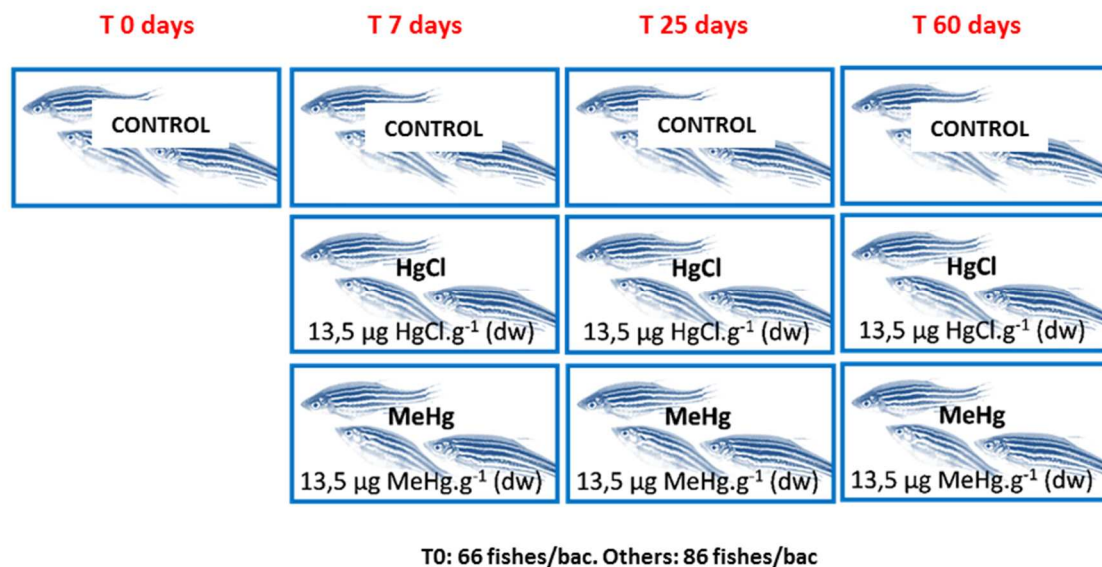 T 0 days
T 7 days
T 25 days
T 60 days
CONTROL
CONTROL
CONTROL
CONTROL
HgCl
13,5 µg HgCl.g⁻¹ (dw)
HgCl
13,5 µg HgCl.g⁻¹ (dw)
HgCl
13,5 µg HgCl.g⁻¹ (dw)
MeHg
13,5 µg MeHg.g⁻¹ (dw)
MeHg
13,5 µg MeHg.g⁻¹ (dw)
MeHg
13,5 µg MeHg.g⁻¹ (dw)
T0: 66 fishes/bac. Others: 86 fishes/bac